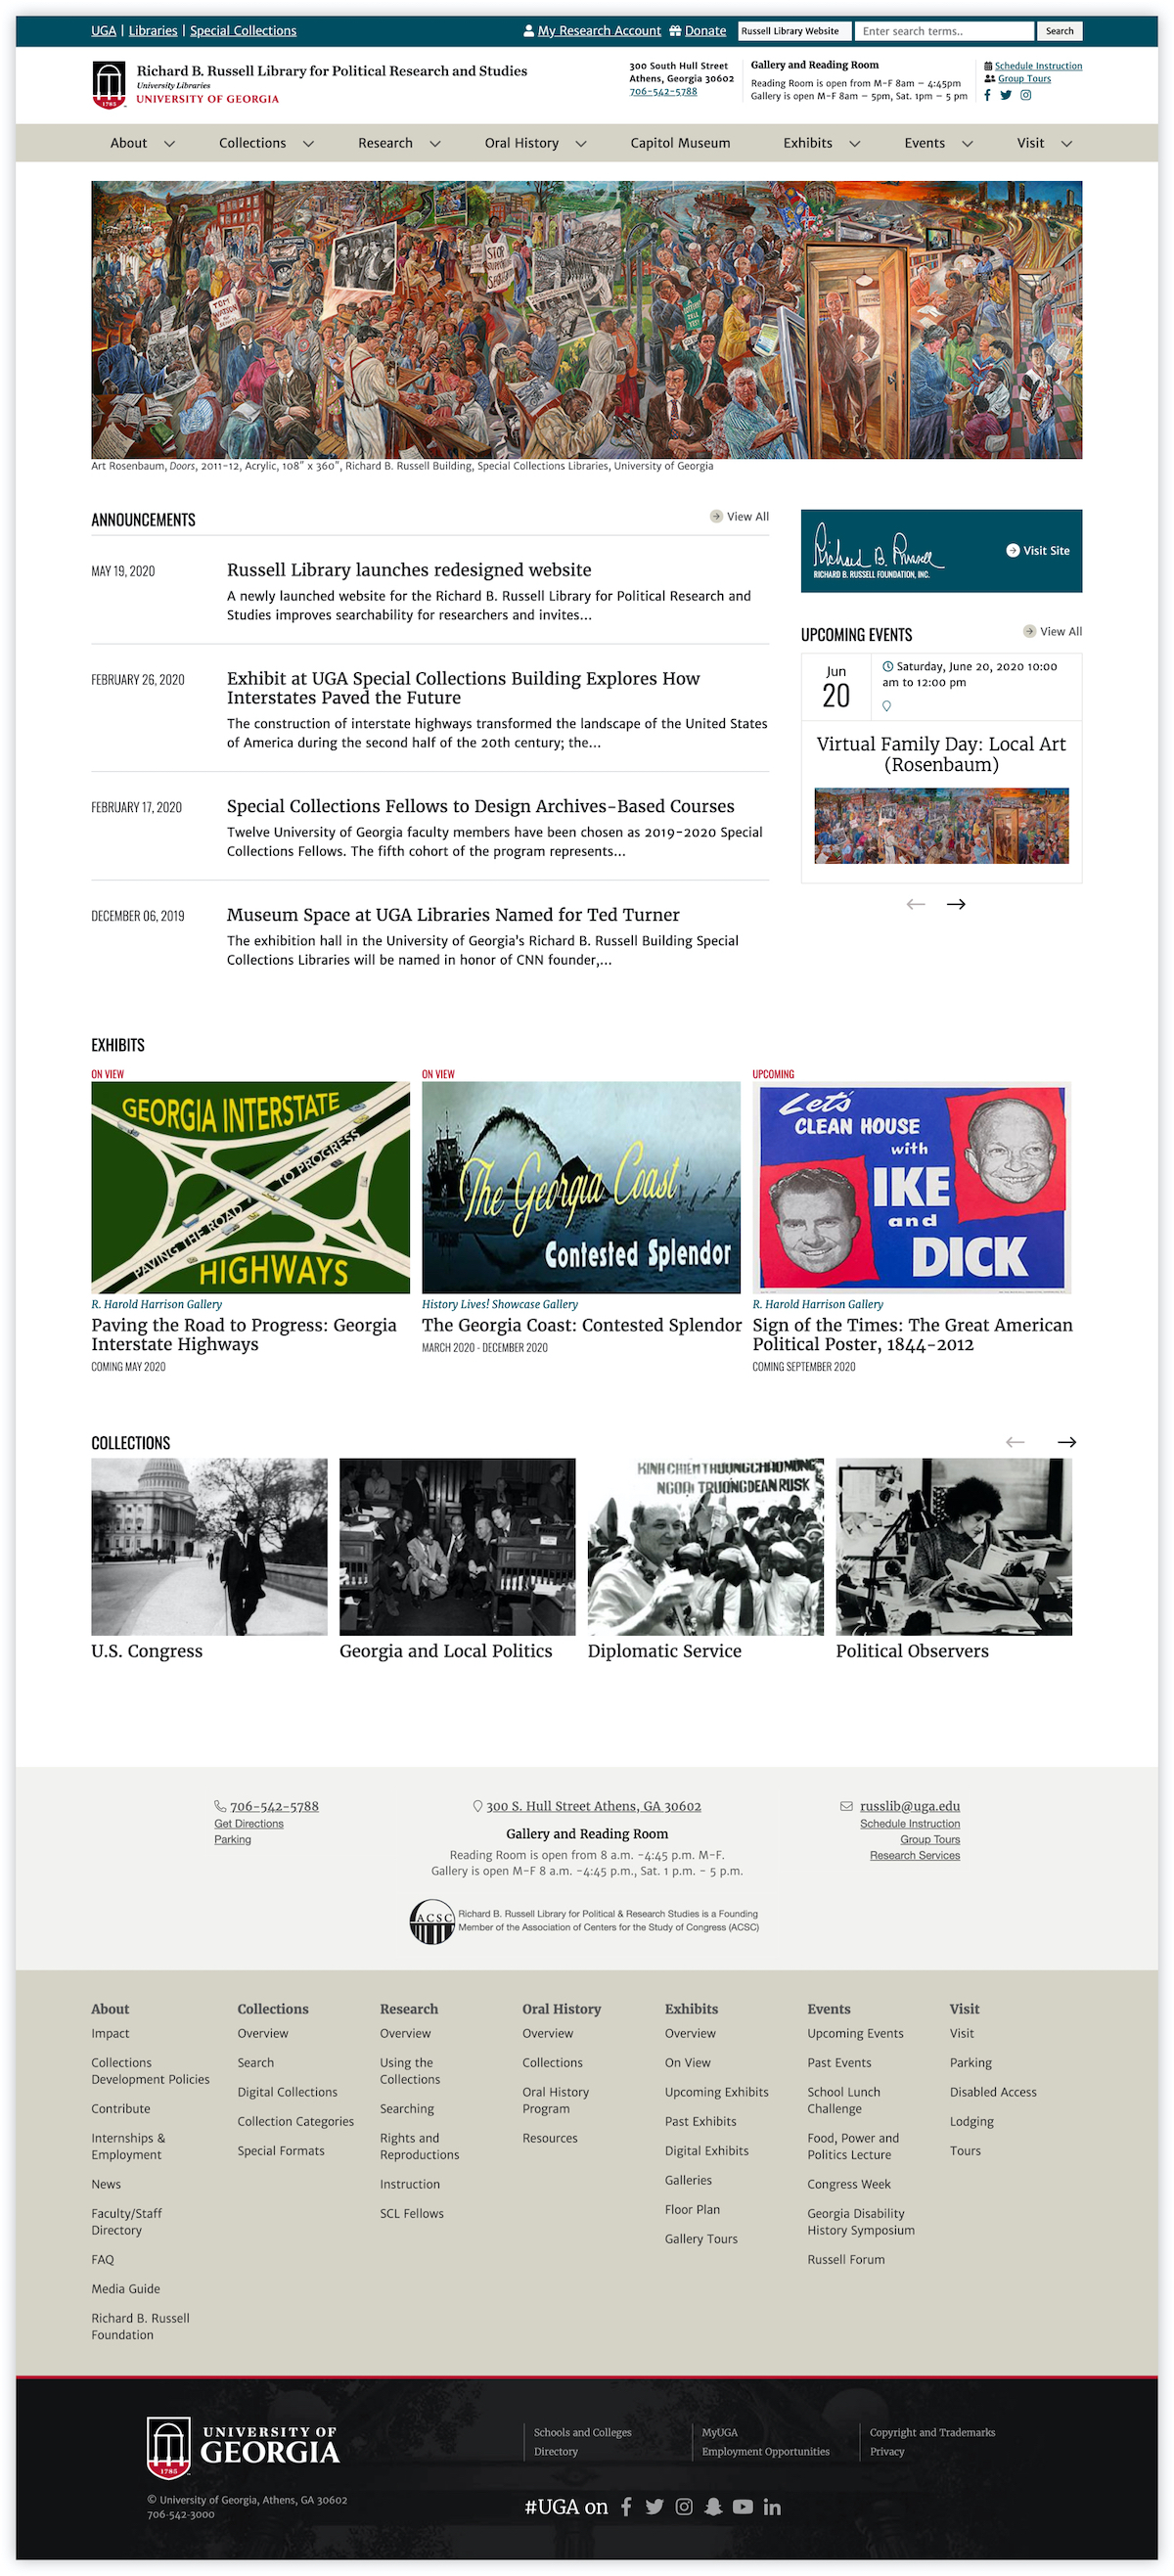 UGA | Libraries | Special Collections
My Research Account Donate Russell Library Website Enter search terms.. Search
Richard B. Russell Library for Political Research and Studies
University Libraries
UNIVERSITY OF GEORGIA
1785
300 South Hull Street
Athens, Georgia 30602
706-542-5788
Gallery and Reading Room
Reading Room is open from M-F 8am – 4:45pm
Gallery is open M-F 8am – 5pm, Sat. 1pm – 5 pm
Schedule Instruction
Group Tours
About Collections Research Oral History Capitol Museum Exhibits Events Visit
TOM
WATSON
STOP
Art Rosenbaum, Doors, 2011-12, Acrylic, 108" x 360", Richard B. Russell Building, Special Collections Libraries, University of Georgia
ANNOUNCEMENTS
View All
MAY 19, 2020
Russell Library launches redesigned website
A newly launched website for the Richard B. Russell Library for Political Research and
Studies improves searchability for researchers and invites...
FEBRUARY 26, 2020
Exhibit at UGA Special Collections Building Explores How
Interstates Paved the Future
The construction of interstate highways transformed the landscape of the United States
of America during the second half of the 20th century; the...
FEBRUARY 17, 2020
Special Collections Fellows to Design Archives-Based Courses
Twelve University of Georgia faculty members have been chosen as 2019-2020 Special
Collections Fellows. The fifth cohort of the program represents...
DECEMBER 06, 2019
Museum Space at UGA Libraries Named for Ted Turner
The exhibition hall in the University of Georgia's Richard B. Russell Building Special
Collections Libraries will be named in honor of CNN founder,...
Richard B. Russell
RICHARD B. RUSSELL FOUNDATION, INC.
Visit Site
UPCOMING EVENTS
View All
Jun
20
Saturday, June 20, 2020 10:00
am to 12:00 pm
Virtual Family Day: Local Art
(Rosenbaum)
EXHIBITS
ON VIEW
GEORGIA INTERSTATE
PAVING THE ROAD TO PROGRESS
HIGHWAYS
R. Harold Harrison Gallery
Paving the Road to Progress: Georgia
Interstate Highways
COMING MAY 2020
ON VIEW
The Georgia Coast
Contested Splendor
History Lives! Showcase Gallery
The Georgia Coast: Contested Splendor
MARCH 2020 - DECEMBER 2020
UPCOMING
Let's
CLEAN HOUSE
with
IKE
and
DICK
R. Harold Harrison Gallery
Sign of the Times: The Great American
Political Poster, 1844-2012
COMING SEPTEMBER 2020
COLLECTIONS
NGOẠI TRUONG DEAN RUSK
U.S. Congress
Georgia and Local Politics
Diplomatic Service
Political Observers
706-542-5788
Get Directions
Parking
300 S. Hull Street Athens, GA 30602
Gallery and Reading Room
Reading Room is open from 8 a.m. -4:45 p.m. M-F.
Gallery is open M-F 8 a.m. -4:45 p.m., Sat. 1 p.m. - 5 p.m.
russlib@uga.edu
Schedule Instruction
Group Tours
Research Services
ACSC
Richard B. Russell Library for Political & Research Studies is a Founding
Member of the Association of Centers for the Study of Congress (ACSC)
About
Impact
Collections
Development Policies
Contribute
Internships &
Employment
News
Faculty/Staff
Directory
FAQ
Media Guide
Richard B. Russell
Foundation
Collections
Overview
Search
Digital Collections
Collection Categories
Special Formats
Research
Overview
Using the
Collections
Searching
Rights and
Reproductions
Instruction
SCL Fellows
Oral History
Overview
Collections
Oral History
Program
Resources
Exhibits
Overview
On View
Upcoming Exhibits
Past Exhibits
Digital Exhibits
Galleries
Floor Plan
Gallery Tours
Events
Upcoming Events
Past Events
School Lunch
Challenge
Food, Power and
Politics Lecture
Congress Week
Georgia Disability
History Symposium
Russell Forum
Visit
Visit
Parking
Disabled Access
Lodging
Tours
1785
UNIVERSITY OF
GEORGIA
© University of Georgia, Athens, GA 30602
706-542-3000
Schools and Colleges
Directory
MyUGA
Employment Opportunities
Copyright and Trademarks
Privacy
#UGA on